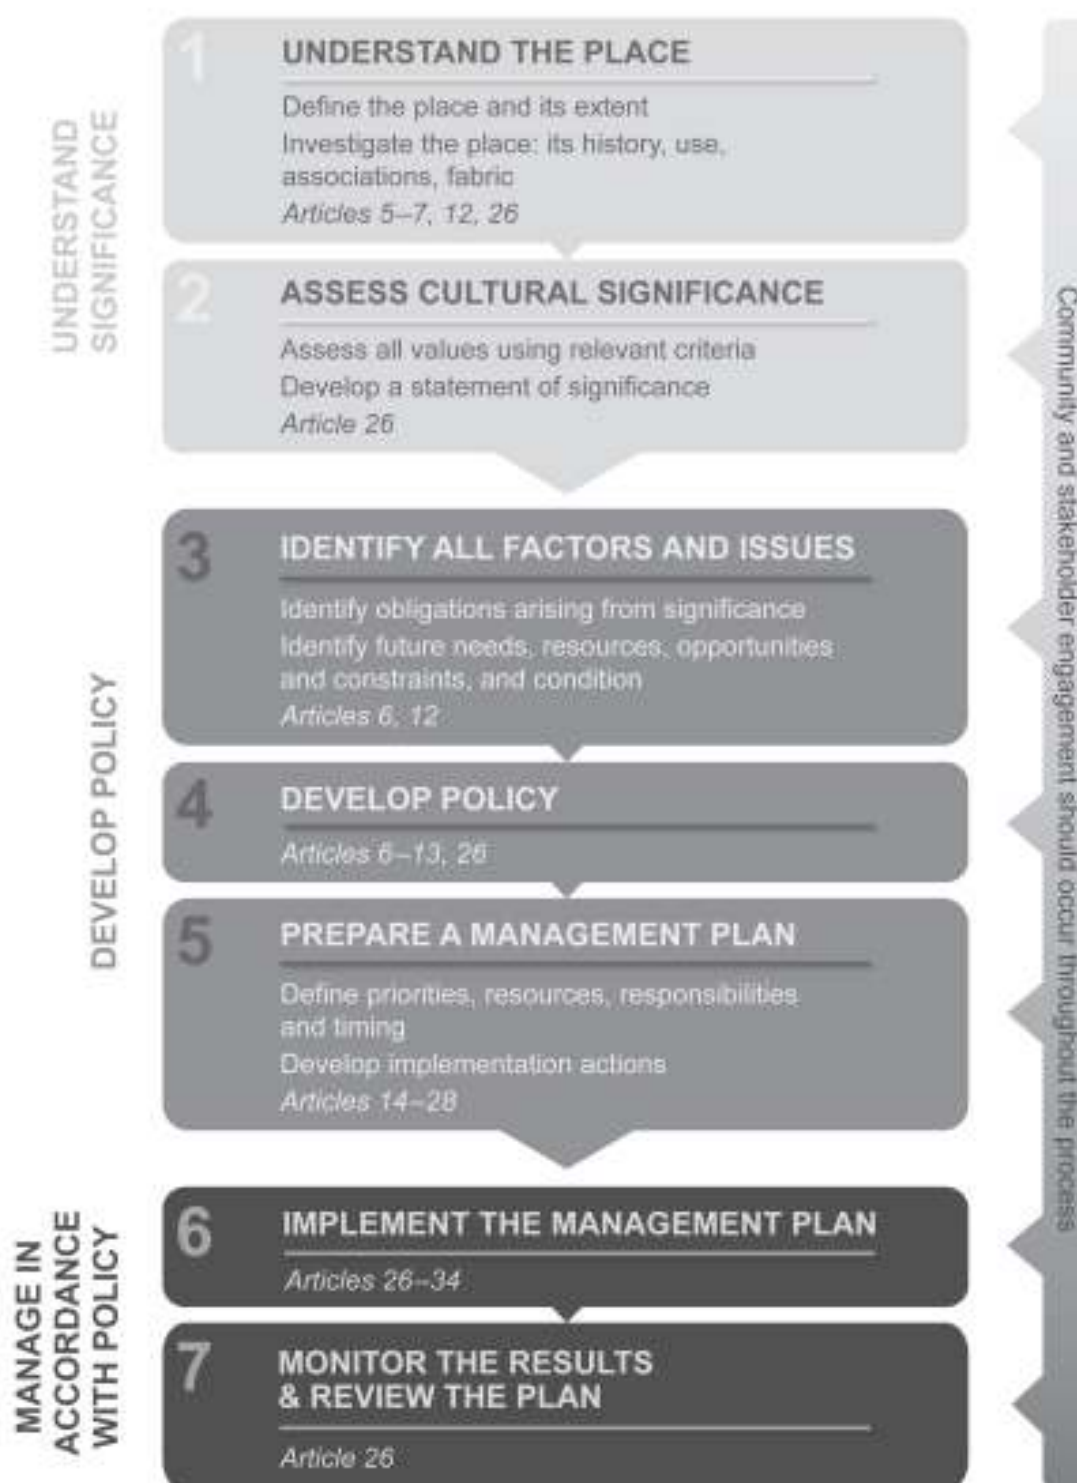 UNDERSTAND
SIGNIFICANCE
1
UNDERSTAND THE PLACE
Define the place and its extent
Investigate the place: its history, use,
associations, fabric
Articles 5–7, 12, 26
2
ASSESS CULTURAL SIGNIFICANCE
Assess all values using relevant criteria
Develop a statement of significance
Article 26
DEVELOP POLICY
3
IDENTIFY ALL FACTORS AND ISSUES
Identify obligations arising from significance
Identify future needs, resources, opportunities
and constraints, and condition
Articles 6, 12
4
DEVELOP POLICY
Articles 6–13, 26
5
PREPARE A MANAGEMENT PLAN
Define priorities, resources, responsibilities
and timing
Develop implementation actions
Articles 14–28
MANAGE IN
ACCORDANCE
WITH POLICY
6
IMPLEMENT THE MANAGEMENT PLAN
Articles 26–34
7
MONITOR THE RESULTS
& REVIEW THE PLAN
Article 26
Community and stakeholder engagement should occur throughout the process